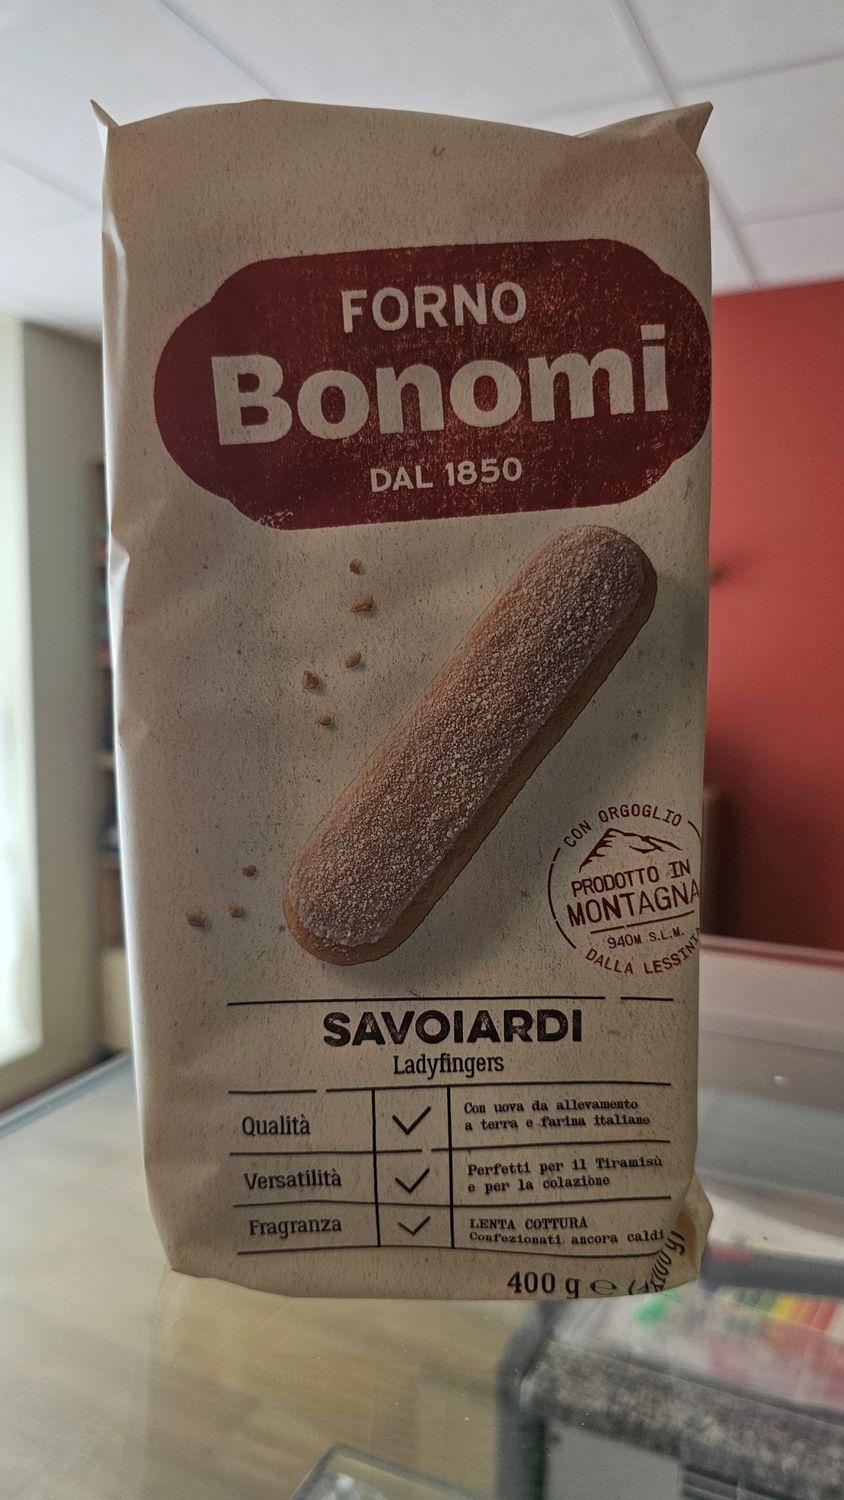 FORNO
Bonomi
DAL 1850
CON ORGOGLIO
PRODOTTO IN
MONTAGNA
940M S.L.M.
DALLA LESSINIA
SAVOIARDI
Ladyfingers
Qualità
Con uova da allevamento
a terra e farina italiane
Versatilità
Perfetti per il Tiramisù
e per la colazione
Fragranza
LENTA COTTURA
Confezionati ancora caldi
400 g e